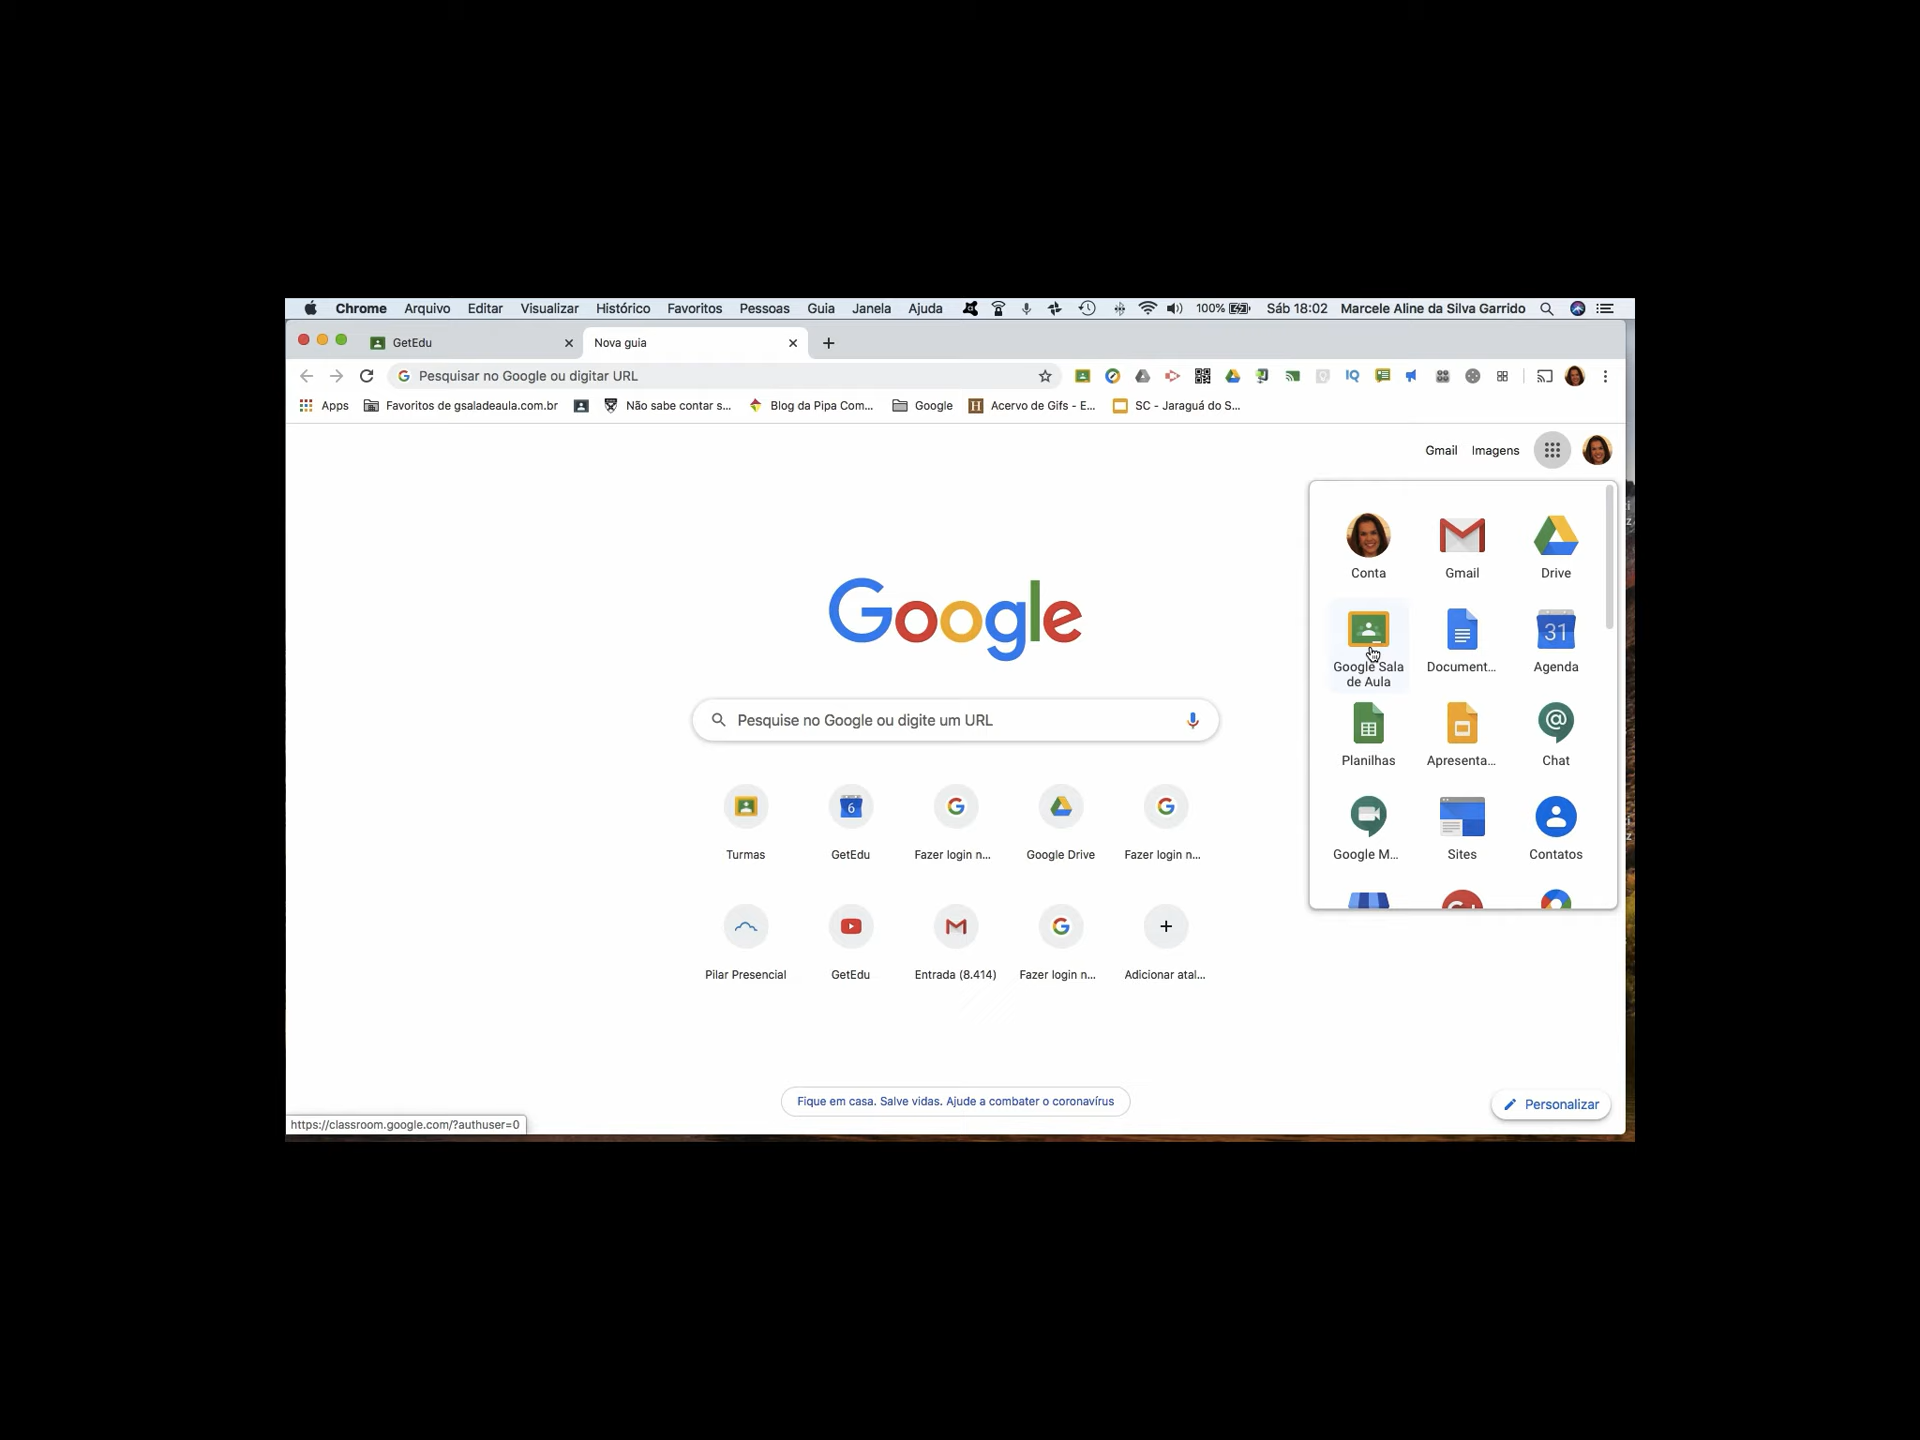 Chrome Arquivo Editar Visualizar Histórico Favoritos Pessoas Guia Janela Ajuda 100% Sáb 18:02 Marcele Aline da Silva Garrido
GetEdu Nova guia
Pesquisar no Google ou digitar URL
Apps Favoritos de gsaladeaula.com.br Não sabe contar s... Blog da Pipa Com... Google Acervo de Gifs - E... SC - Jaraguá do S...
Gmail Imagens
Conta Gmail Drive
31
Google Sala de Aula Document... Agenda
Planilhas Apresenta... Chat
Google M... Sites Contatos
Google
Pesquise no Google ou digite um URL
6
Turmas GetEdu Fazer login n... Google Drive Fazer login n...
Pilar Presencial GetEdu Entrada (8.414) Fazer login n... Adicionar atal...
Fique em casa. Salve vidas. Ajude a combater o coronavírus
Personalizar
https://classroom.google.com/?authuser=0